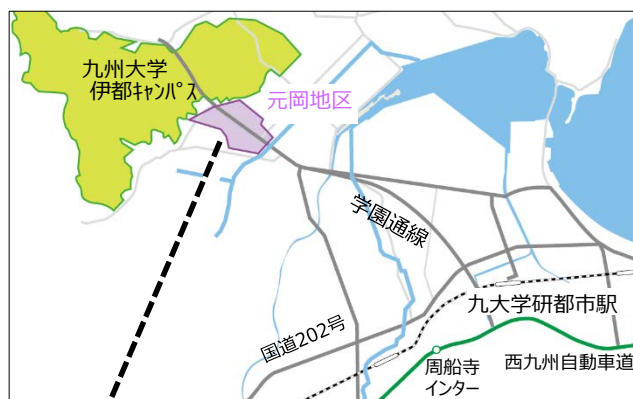 九州大学
伊都キャンパス
元岡地区
学園通線
九大学研都市駅
国道202号
周船寺
インター
西九州自動車道